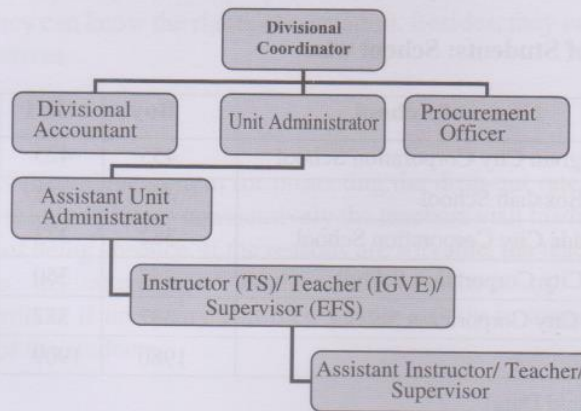 Divisional
Coordinator
Divisional
Accountant
Unit Administrator
Procurement
Officer
Assistant Unit
Administrator
Instructor (TS)/ Teacher (IGVE)/
Supervisor (EFS)
Assistant Instructor/ Teacher/
Supervisor